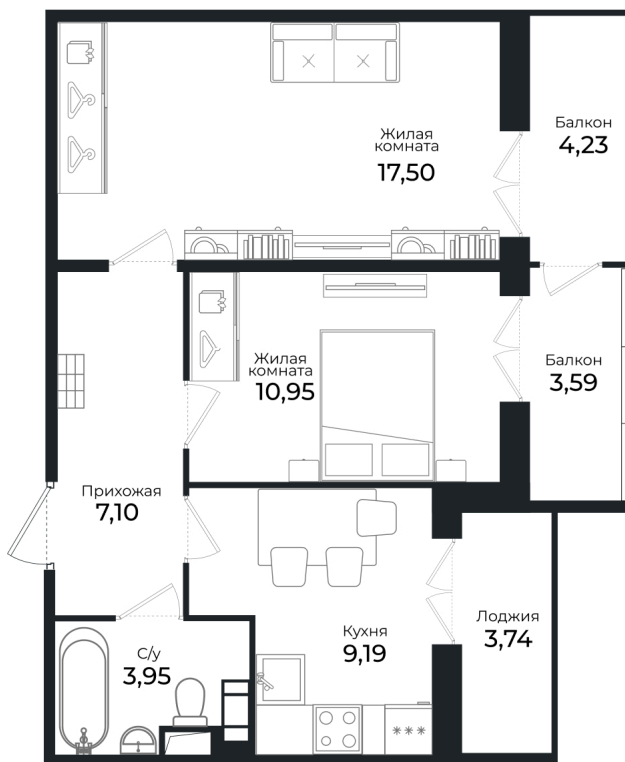 Балкон
4,23
Жилая
комната
17,50
Жилая
комната
10,95
Балкон
3,59
Прихожая
7,10
Лоджия
3,74
Кухня
9,19
С/у
3,95